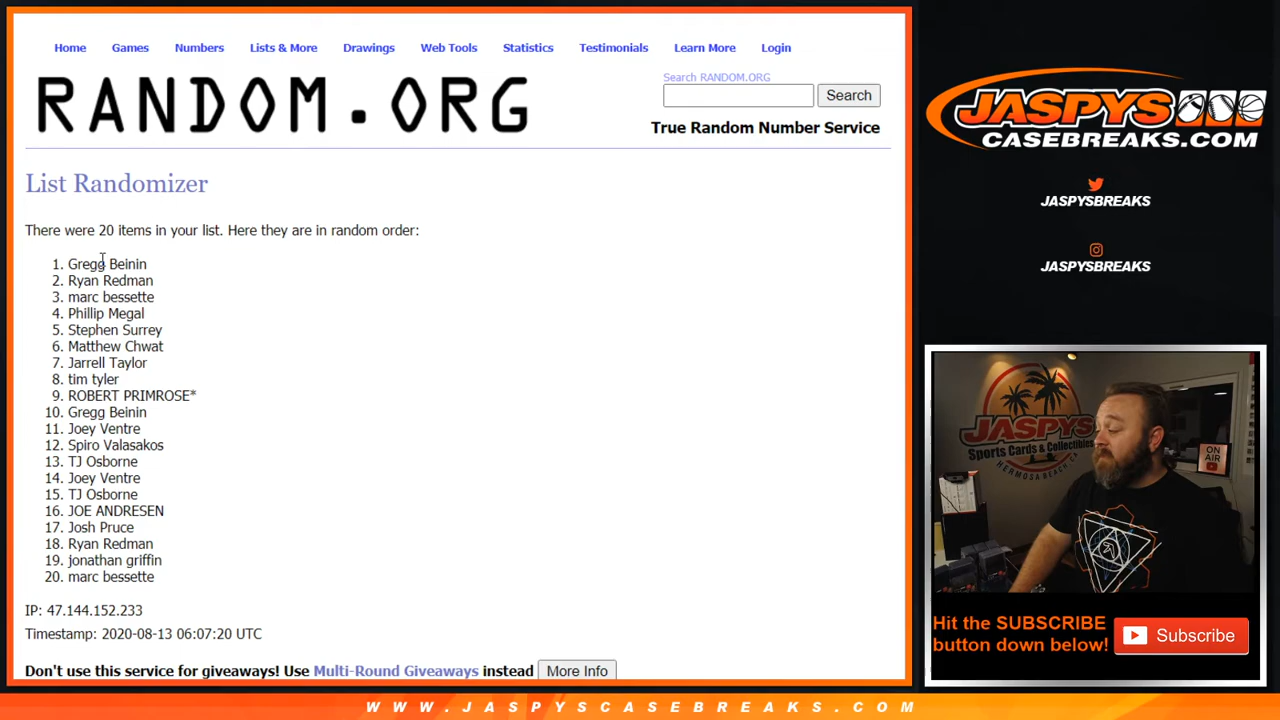 Home Games Numbers Lists & More Drawings Web Tools Statistics Testimonials Learn More Login
RANDOM.ORG
Search RANDOM.ORG
Search
True Random Number Service
List Randomizer
There were 20 items in your list. Here they are in random order:
1. Gregg Beinin
2. Ryan Redman
3. marc bessette
4. Phillip Megal
5. Stephen Surrey
6. Matthew Chwat
7. Jarrell Taylor
8. tim tyler
9. ROBERT PRIMROSE*
10. Gregg Beinin
11. Joey Ventre
12. Spiro Valasakos
13. TJ Osborne
14. Joey Ventre
15. TJ Osborne
16. JOE ANDRESEN
17. Josh Pruce
18. Ryan Redman
19. jonathan griffin
20. marc bessette
IP: 47.144.152.233
Timestamp: 2020-08-13 06:07:20 UTC
Don't use this service for giveaways! Use Multi-Round Giveaways instead More Info
JASPYS
CASEBREAKS.COM
JASPYSBREAKS
JASPYSBREAKS
JASPYS
Sports Cards & Collectibles
HERMOSA BEACH, CA
ON AIR
Hit the SUBSCRIBE
button down below!
Subscribe
WWW.JASPYSCASEBREAKS.COM